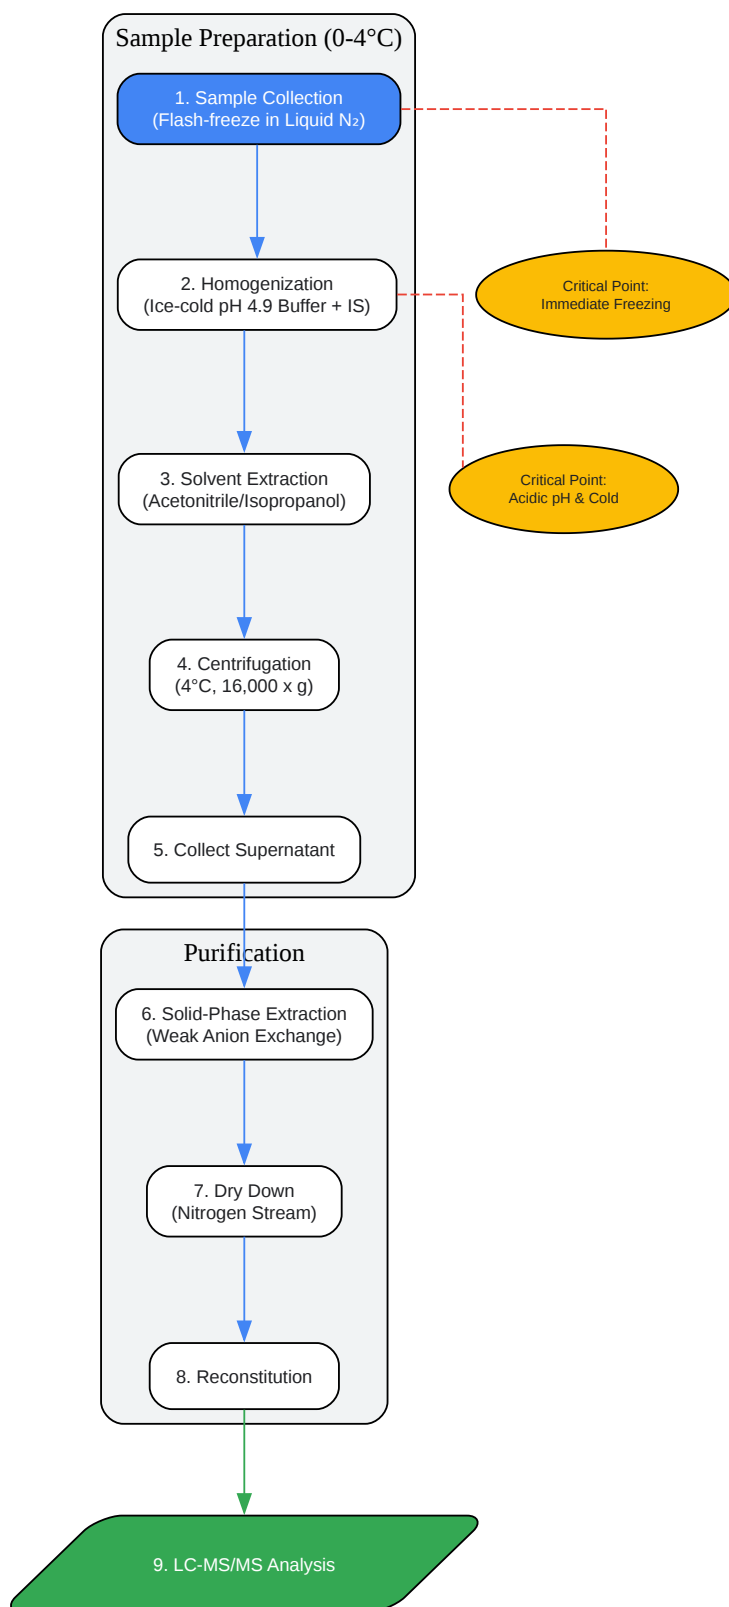 Sample Preparation (0-4°C)
1. Sample Collection
(Flash-freeze in Liquid N₂)
2. Homogenization
(Ice-cold pH 4.9 Buffer + IS)
Critical Point:
Immediate Freezing
3. Solvent Extraction
(Acetonitrile/Isopropanol)
Critical Point:
Acidic pH & Cold
4. Centrifugation
(4°C, 16,000 x g)
5. Collect Supernatant
Purification
6. Solid-Phase Extraction
(Weak Anion Exchange)
7. Dry Down
(Nitrogen Stream)
8. Reconstitution
9. LC-MS/MS Analysis